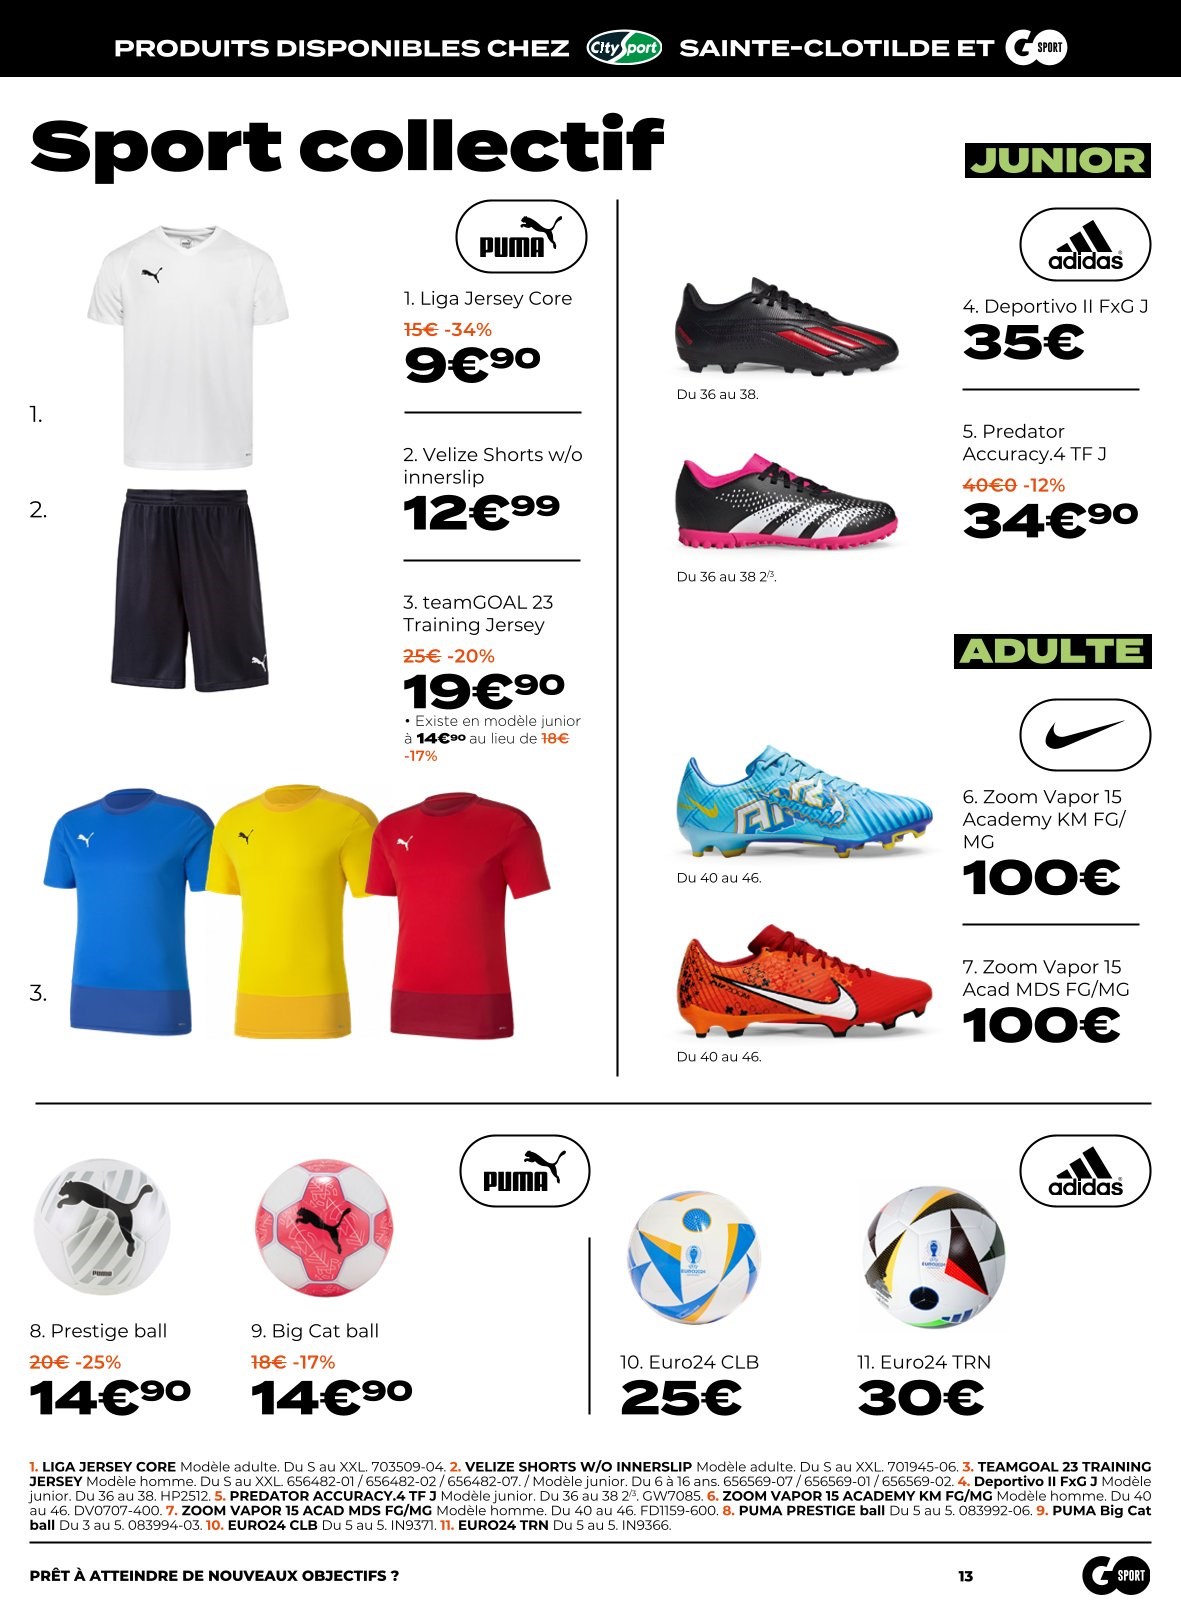 PRODUITS DISPONIBLES CHEZ City Sport SAINTE-CLOTILDE ET GO SPORT
Sport collectif
PUMA
1. Liga Jersey Core
15€ -34%
9€90
1.
2. Velize Shorts w/o
innerslip
12€99
2.
3. teamGOAL 23
Training Jersey
25€ -20%
19€90
• Existe en modèle junior
à 14€90 au lieu de 18€
-17%
3.
JUNIOR
adidas
4. Deportivo II FxG J
35€
Du 36 au 38.
5. Predator
Accuracy.4 TF J
40€0 -12%
34€90
Du 36 au 38 2/3.
ADULTE
6. Zoom Vapor 15
Academy KM FG/
MG
100€
Du 40 au 46.
7. Zoom Vapor 15
Acad MDS FG/MG
100€
Du 40 au 46.
PUMA
PUMA
8. Prestige ball
20€ -25%
14€90
9. Big Cat ball
18€ -17%
14€90
adidas
EURO2024
EURO2024
10. Euro24 CLB
25€
11. Euro24 TRN
30€
1. LIGA JERSEY CORE Modèle adulte. Du S au XXL. 703509-04. 2. VELIZE SHORTS W/O INNERSLIP Modèle adulte. Du S au XXL. 701945-06. 3. TEAMGOAL 23 TRAINING
JERSEY Modèle homme. Du S au XXL. 656482-01 / 656482-02 / 656482-07. / Modèle junior. Du 6 à 16 ans. 656569-07 / 656569-01 / 656569-02. 4. Deportivo II FxG J Modèle
junior. Du 36 au 38. HP2512. 5. PREDATOR ACCURACY.4 TF J Modèle junior. Du 36 au 38 2/3. GW7085. 6. ZOOM VAPOR 15 ACADEMY KM FG/MG Modèle homme. Du 40
au 46. DV0707-400. 7. ZOOM VAPOR 15 ACAD MDS FG/MG Modèle homme. Du 40 au 46. FD1159-600. 8. PUMA PRESTIGE ball Du 5 au 5. 083992-06. 9. PUMA Big Cat
ball Du 3 au 5. 083994-03. 10. EURO24 CLB Du 5 au 5. IN9371. 11. EURO24 TRN Du 5 au 5. IN9366.
PRÊT À ATTEINDRE DE NOUVEAUX OBJECTIFS ?
13
GO SPORT